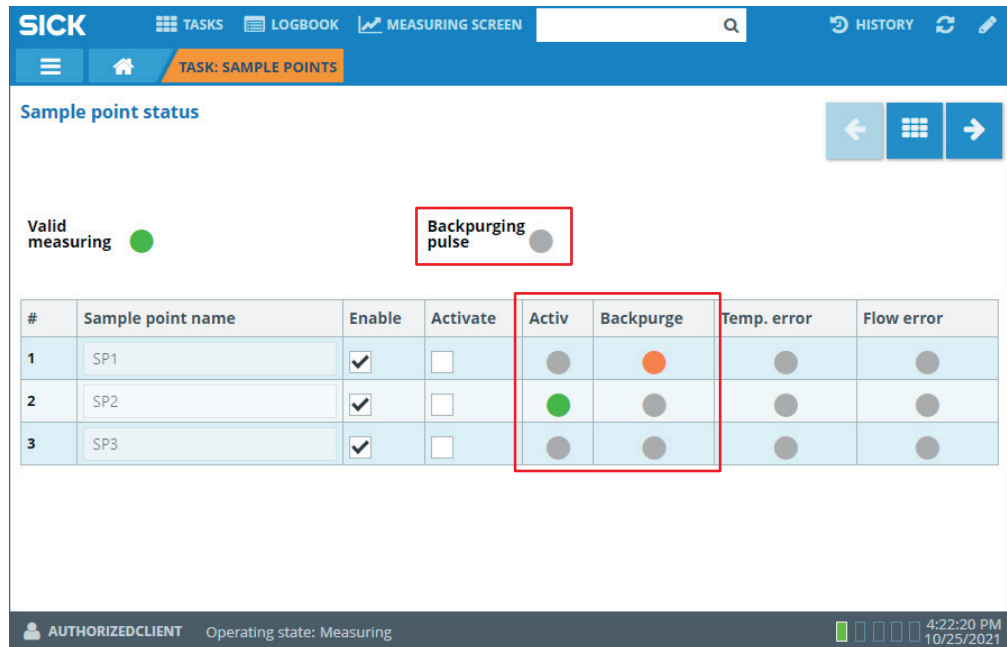 SICK TASKS LOGBOOK MEASURING SCREEN HISTORY
TASK: SAMPLE POINTS
Sample point status
Valid
measuring
Backpurging
pulse
# Sample point name Enable Activate Activ Backpurge Temp. error Flow error
1 SP1
2 SP2
3 SP3
AUTHORIZEDCLIENT Operating state: Measuring 4:22:20 PM
10/25/2021